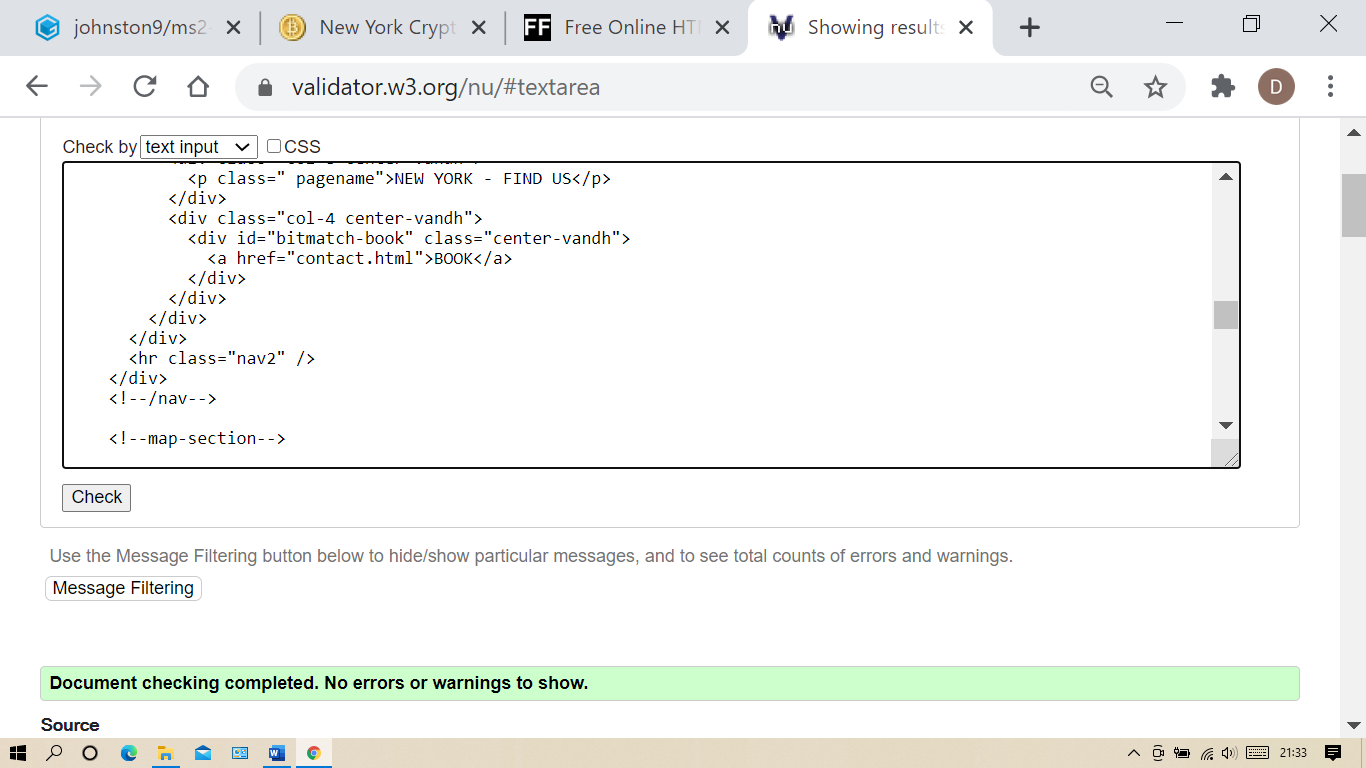 johnston9/ms2-
New York Crypt
FF
Free Online HT
Showing results
validator.w3.org/nu/#textarea
D
Check by text input CSS
<p class=" pagename">NEW YORK - FIND US</p>
</div>
<div class="col-4 center-vandh">
<div id="bitmatch-book" class="center-vandh">
<a href="contact.html">BOOK</a>
</div>
</div>
</div>
</div>
<hr class="nav2" />
</div>
<!--/nav-->
<!--map-section-->
Check
Use the Message Filtering button below to hide/show particular messages, and to see total counts of errors and warnings.
Message Filtering
Document checking completed. No errors or warnings to show.
Source
21:33